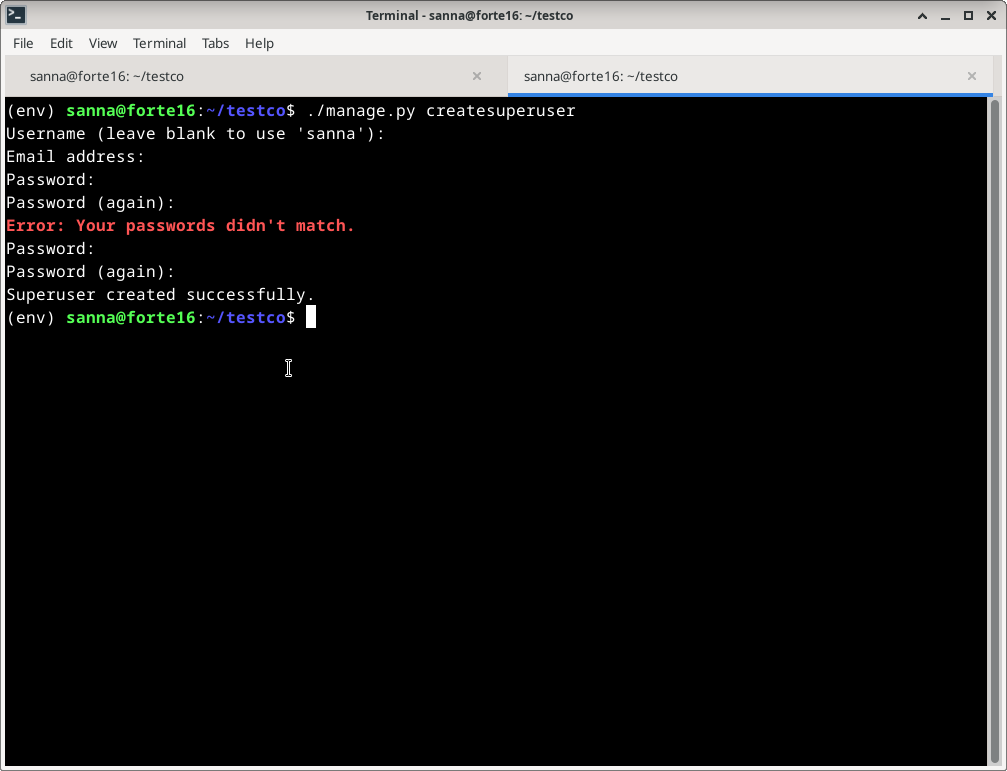 Terminal - sanna@forte16: ~/testco
File Edit View Terminal Tabs Help
sanna@forte16: ~/testco sanna@forte16: ~/testco
(env) sanna@forte16:~/testco$ ./manage.py createsuperuser
Username (leave blank to use 'sanna'):
Email address:
Password:
Password (again):
Error: Your passwords didn't match.
Password:
Password (again):
Superuser created successfully.
(env) sanna@forte16:~/testco$